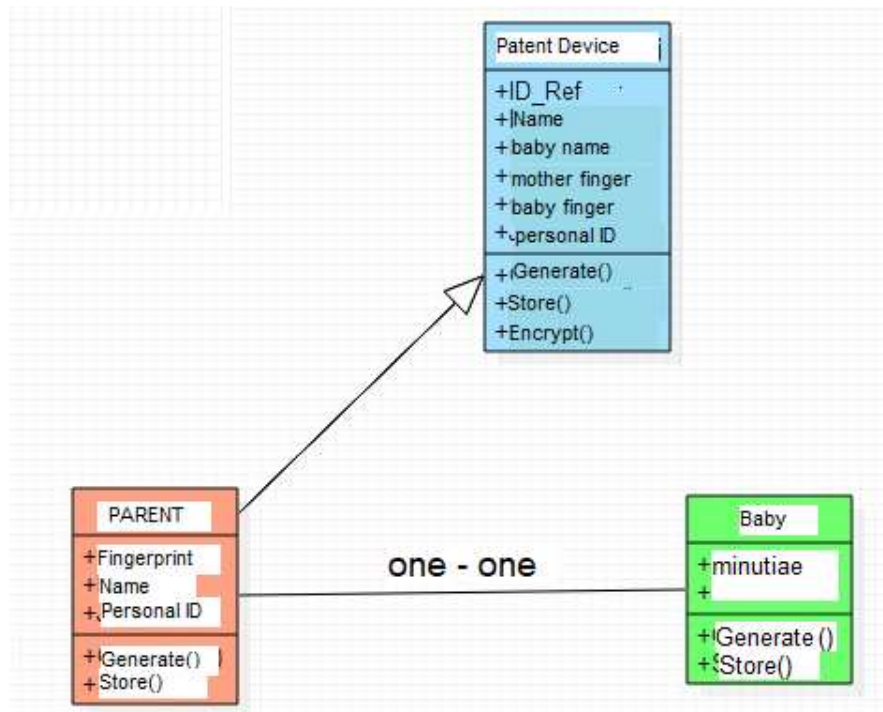 Patent Device
+ID_Ref
+Name
+baby name
+mother finger
+baby finger
+personal ID
+Generate()
+Store()
+Encrypt()
PARENT
+Fingerprint
+Name
+Personal ID
+Generate()
+Store()
one - one
Baby
+minutiae
+
+Generate ()
+Store()